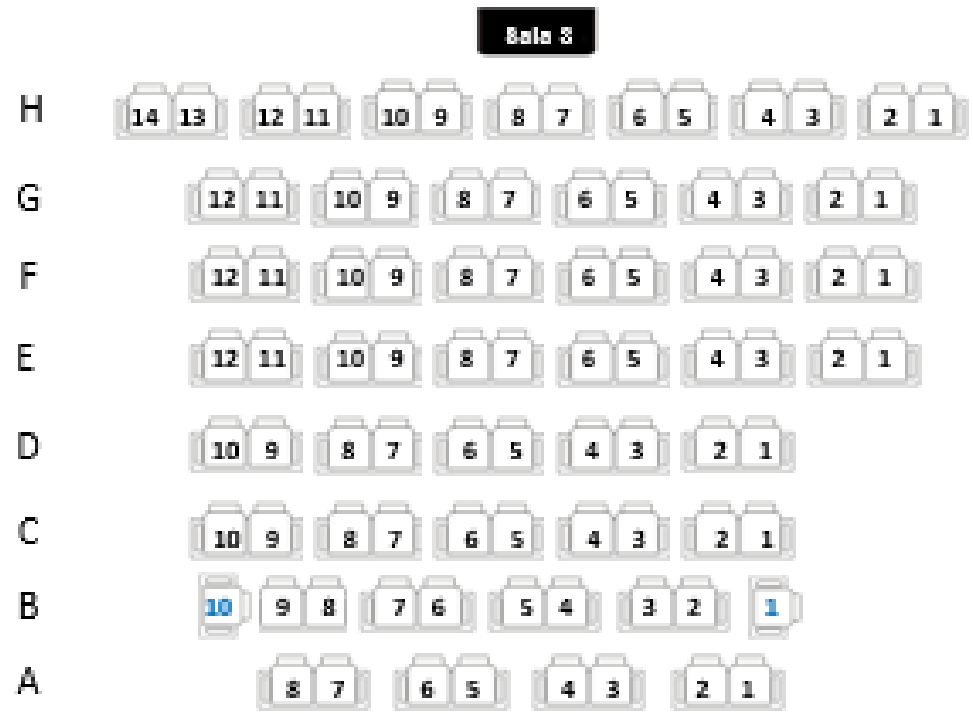 Sala 8
H 14 13 12 11 10 9 8 7 6 5 4 3 2 1
G 12 11 10 9 8 7 6 5 4 3 2 1
F 12 11 10 9 8 7 6 5 4 3 2 1
E 12 11 10 9 8 7 6 5 4 3 2 1
D 10 9 8 7 6 5 4 3 2 1
C 10 9 8 7 6 5 4 3 2 1
B 10 9 8 7 6 5 4 3 2 1
A 8 7 6 5 4 3 2 1